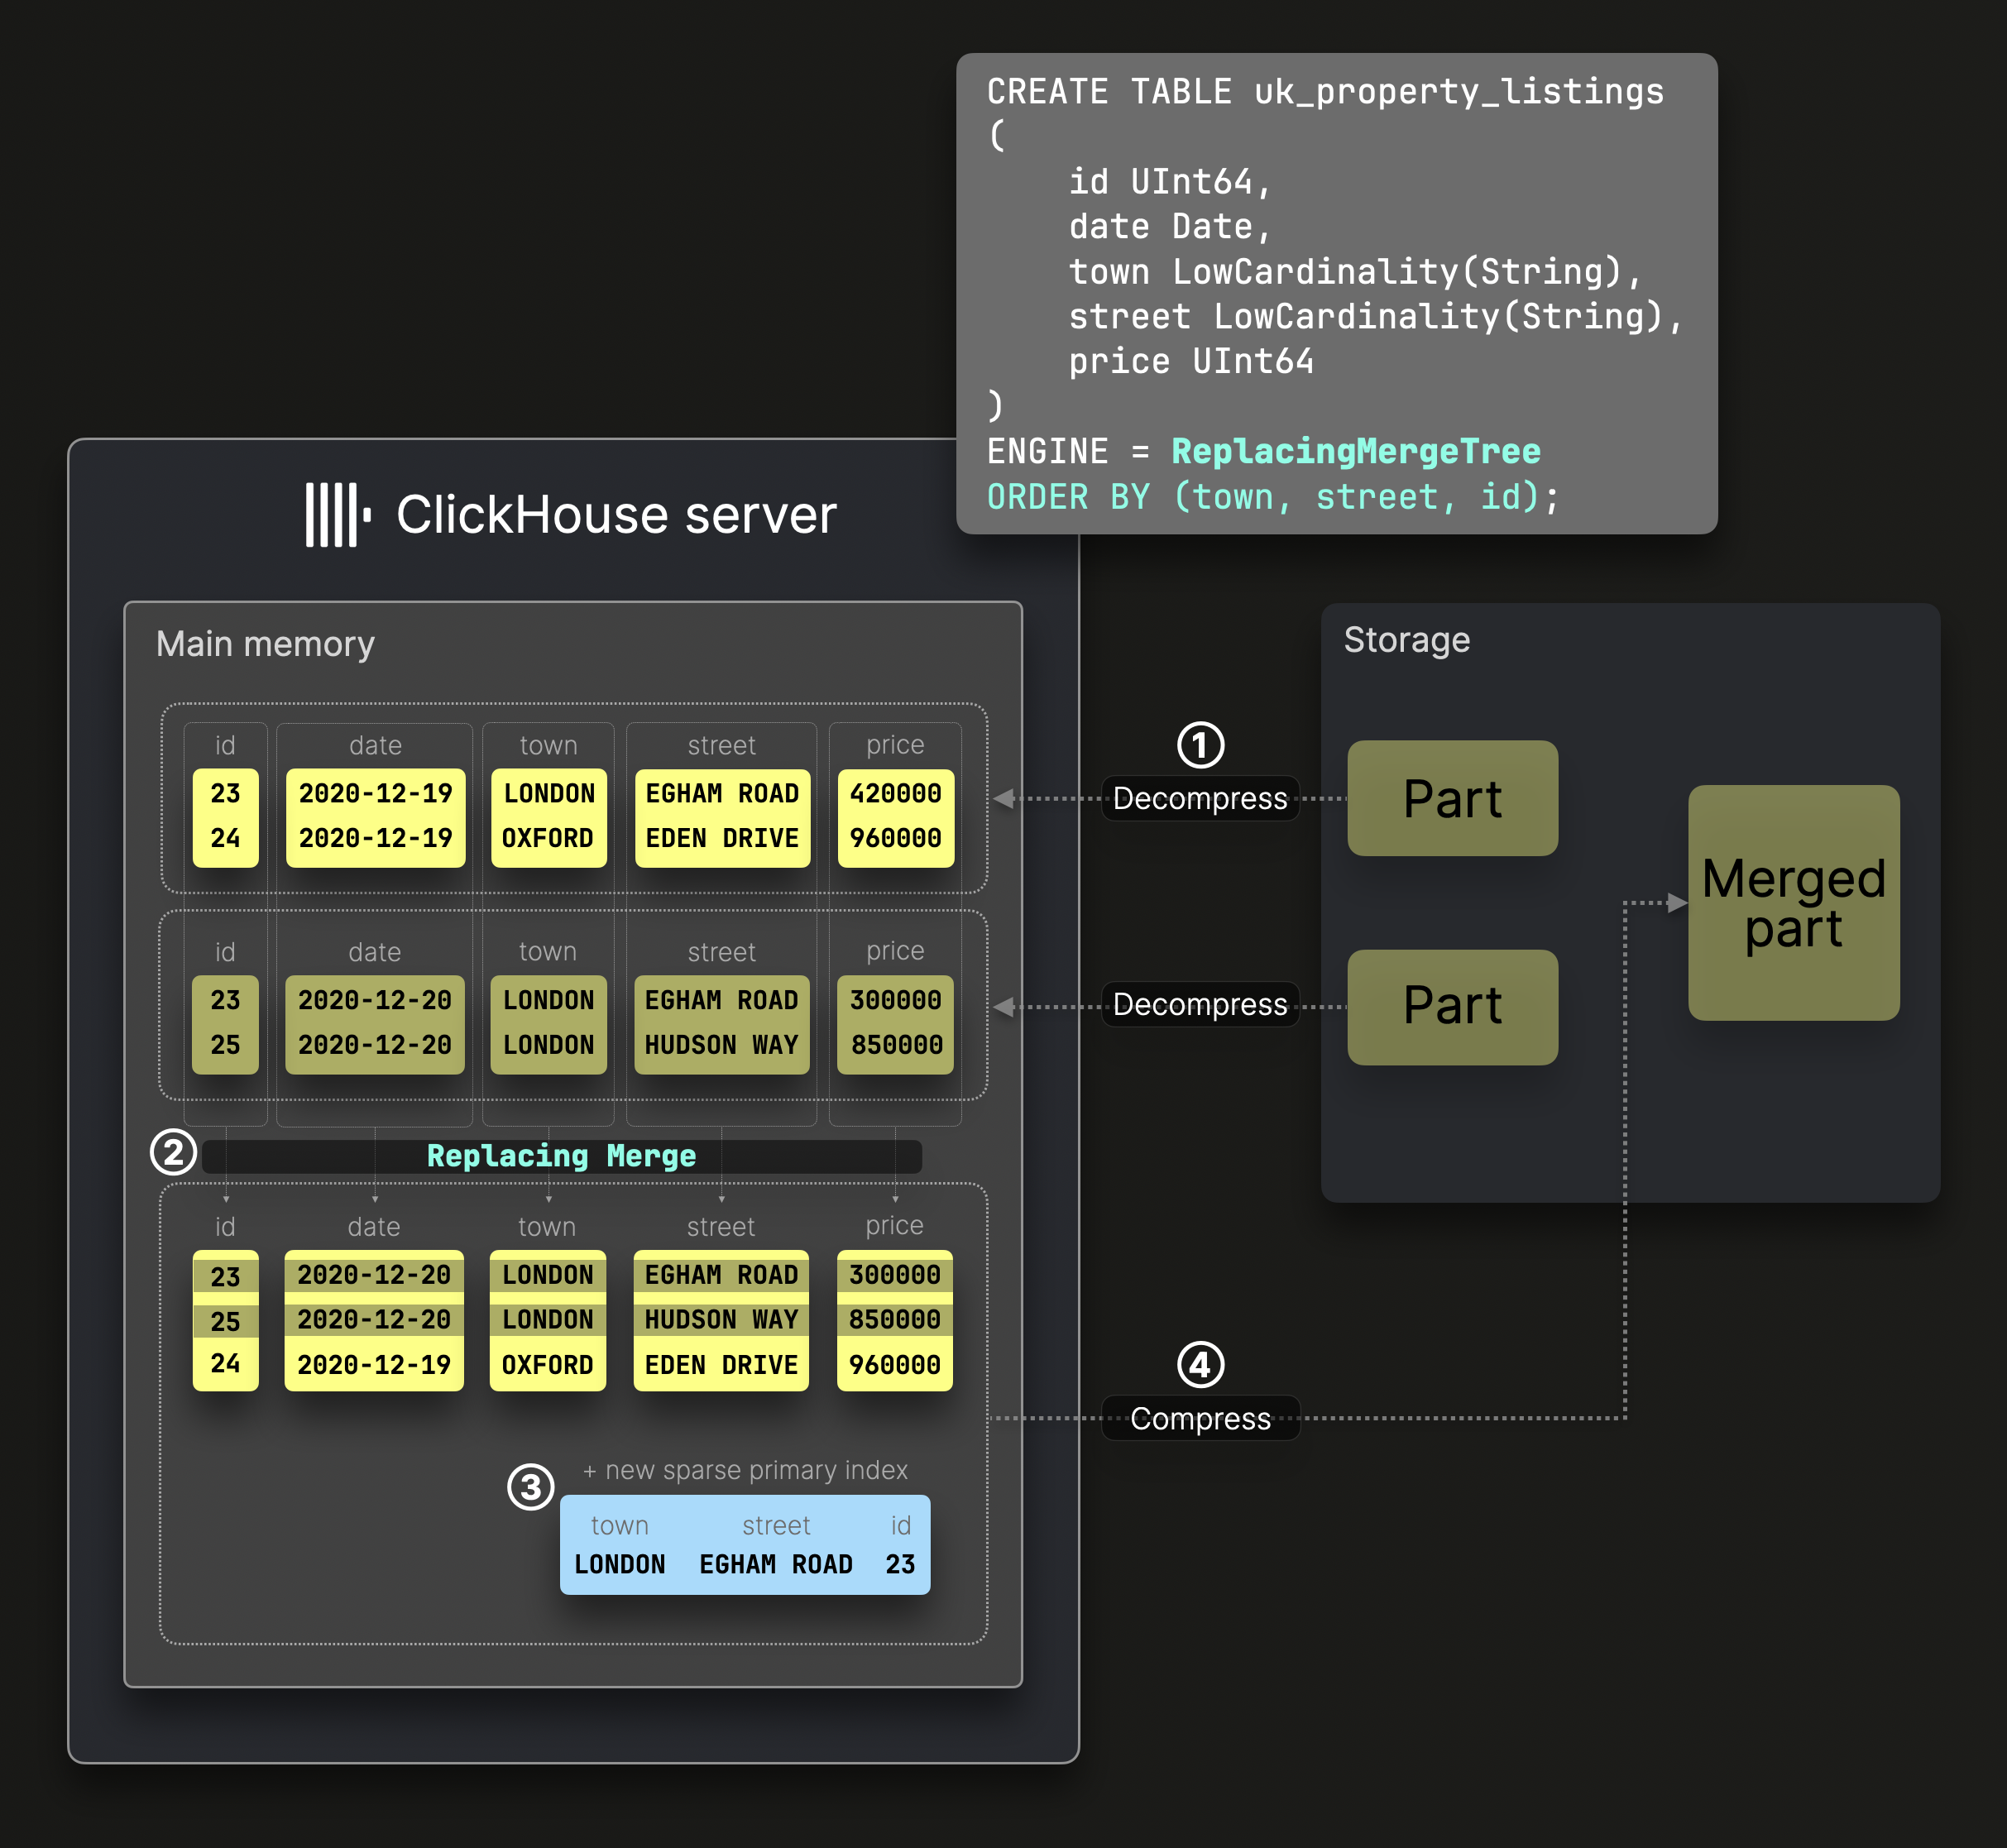 CREATE TABLE uk_property_listings
(
id UInt64,
date Date,
town LowCardinality(String),
street LowCardinality(String),
price UInt64
)
ENGINE = ReplacingMergeTree
ORDER BY (town, street, id);
ClickHouse server
Main memory
id date town street price
23 2020-12-19 LONDON EGHAM ROAD 420000
24 2020-12-19 OXFORD EDEN DRIVE 960000
id date town street price
23 2020-12-20 LONDON EGHAM ROAD 300000
25 2020-12-20 LONDON HUDSON WAY 850000
2 Replacing Merge
id date town street price
23 2020-12-20 LONDON EGHAM ROAD 300000
25 2020-12-20 LONDON HUDSON WAY 850000
24 2020-12-19 OXFORD EDEN DRIVE 960000
3 + new sparse primary index
town street id
LONDON EGHAM ROAD 23
1
Decompress
Decompress
4
Compress
Storage
Part
Part
Merged
part